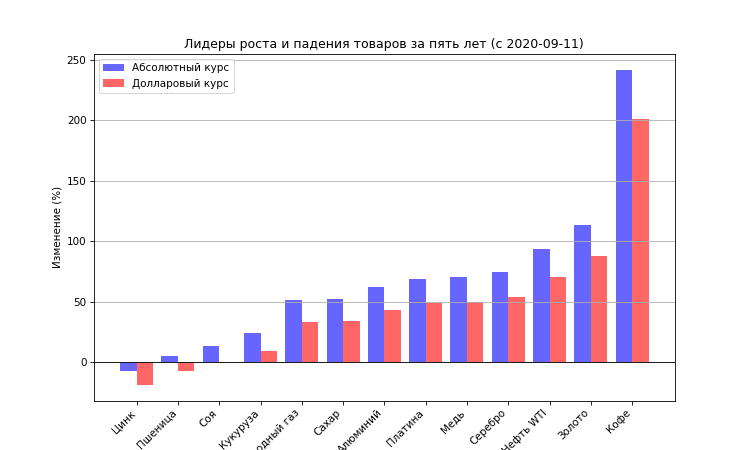 Лидеры роста и падения товаров за пять лет (с 2020-09-11)
Абсолютный курс
Долларовый курс
Изменение (%)
250
200
150
100
50
0
Цинк
Пшеница
Соя
Кукуруза
одный газ
Сахар
Алюминий
Платина
Медь
Серебро
Нефть WTI
Золото
Кофе